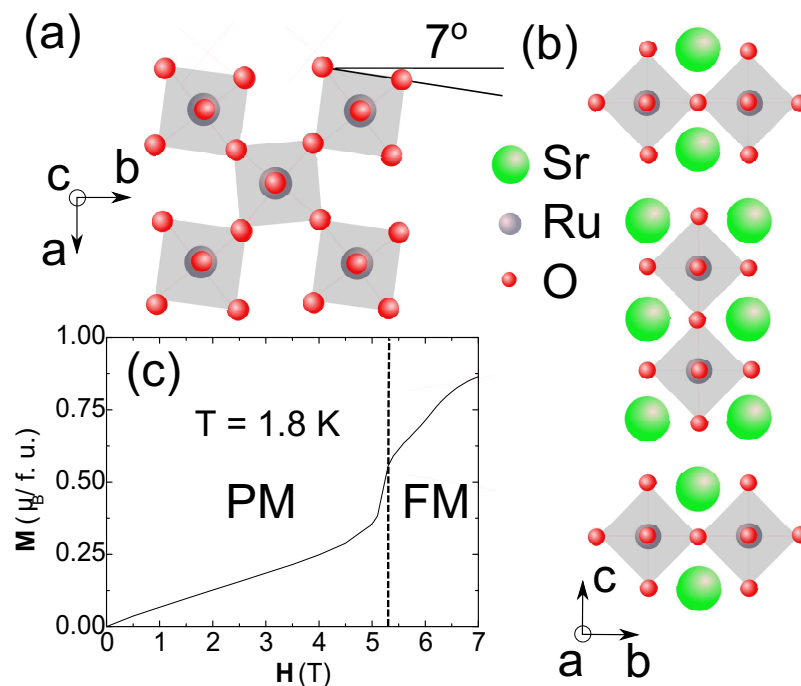 (a)
7º
c
b
a
(b)
Sr
Ru
O
(c)
T = 1.8 K
PM
FM
M (μB/ f. u.)
1.00
0.75
0.50
0.25
0.00
0 1 2 3 4 5 6 7
H (T)
c
a
b